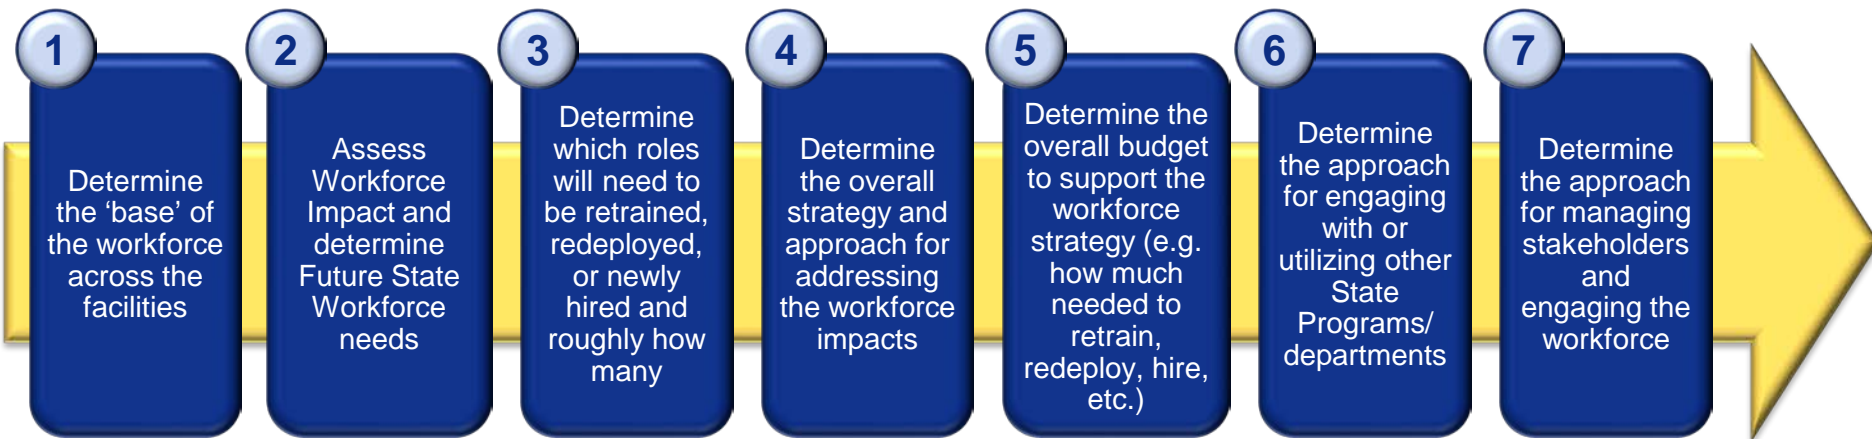 1
Determine
the ‘base’ of
the workforce
across the
facilities
2
Assess
Workforce
Impact and
determine
Future State
Workforce
needs
3
Determine
which roles
will need to
be retrained,
redeployed,
or newly
hired and
roughly how
many
4
Determine
the overall
strategy and
approach for
addressing
the workforce
impacts
5
Determine the
overall budget
to support the
workforce
strategy (e.g.
how much
needed to
retrain,
redeploy, hire,
etc.)
6
Determine
the approach
for engaging
with or
utilizing other
State
Programs/
departments
7
Determine
the approach
for managing
stakeholders
and
engaging the
workforce